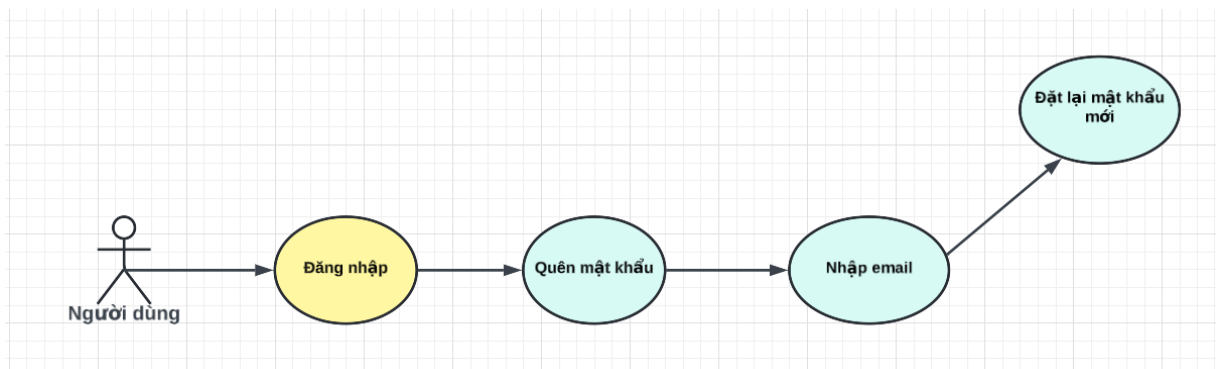 Đặt lại mật khẩu
mới
Đăng nhập
Quên mật khẩu
Nhập email
Người dùng